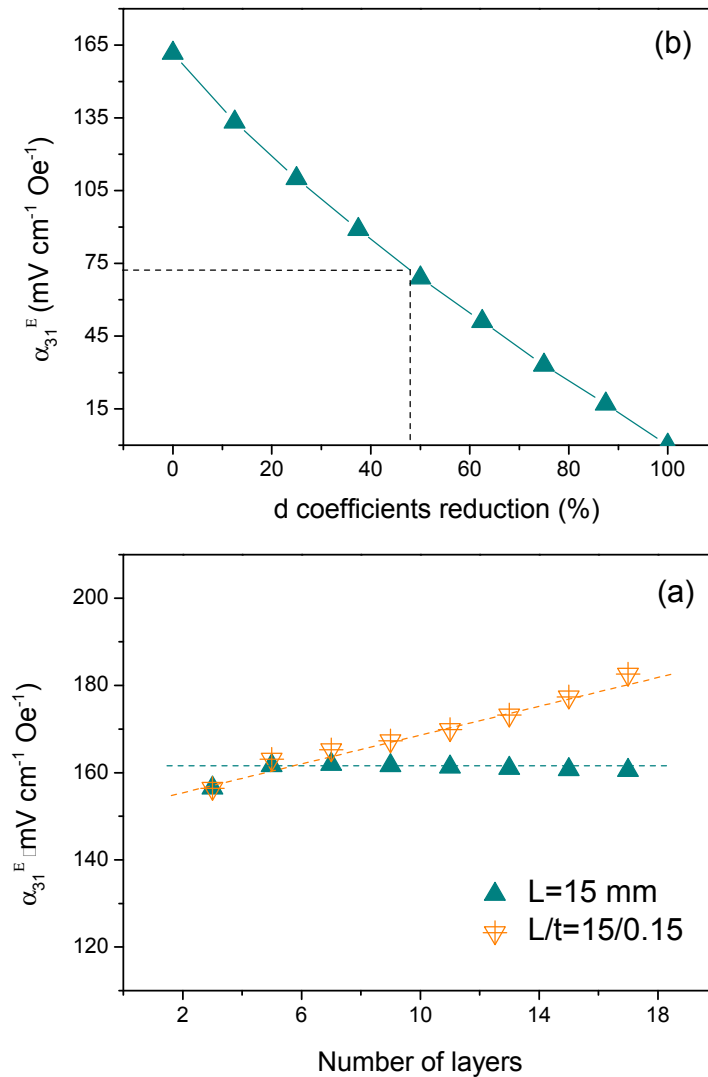 (b)
165
135
105
75
45
15
α31^E (mV cm-1 Oe-1)
0 20 40 60 80 100
d coefficients reduction (%)
(a)
200
180
160
140
120
α31^E □mV cm-1 Oe-1)
L=15 mm
L/t=15/0.15
2 6 10 14 18
Number of layers